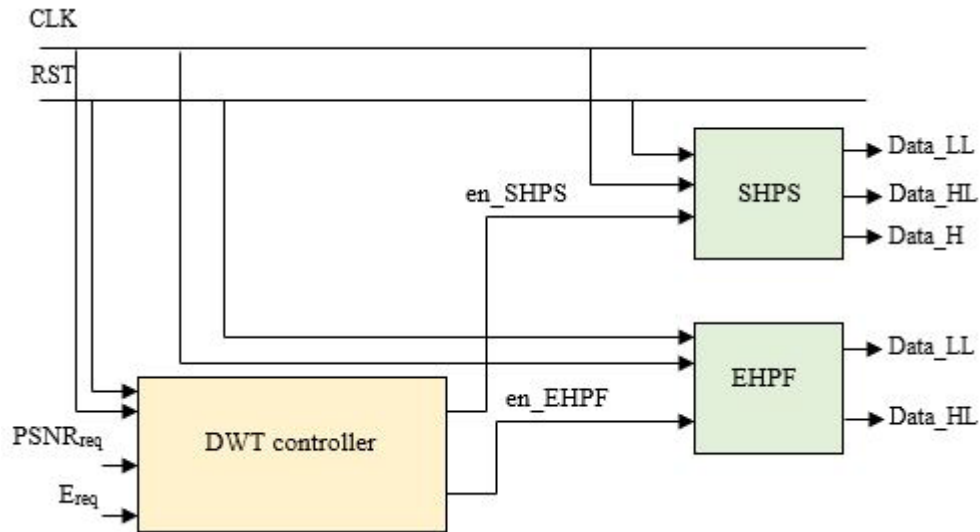 CLK
RST
Data_LL
en_SHPS
SHPS
Data_HL
Data_H
Data_LL
EHPF
en_EHPF
Data_HL
PSNRreq
DWT controller
Ereq